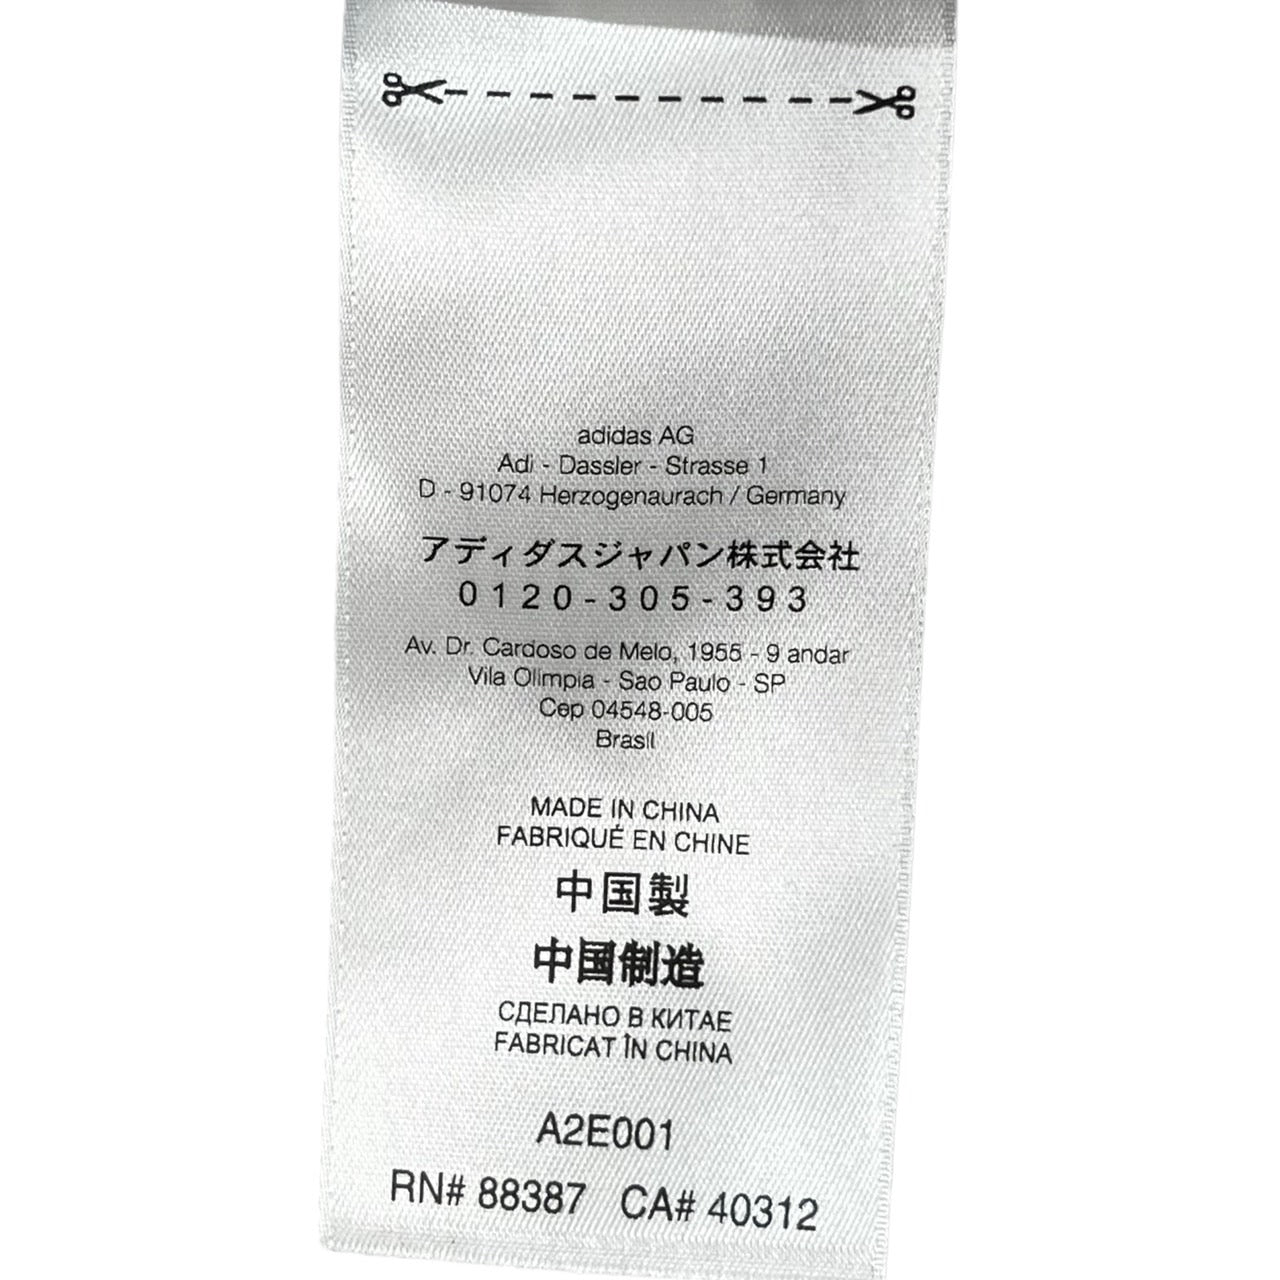 adidas AG
Adi - Dassler - Strasse 1
D - 91074 Herzogenaurach / Germany
アディダスジャパン株式会社
0120-305-393
Av. Dr. Cardoso de Melo, 1955 - 9 andar
Vila Olimpia - Sao Paulo - SP
Cep 04548-005
Brasil
MADE IN CHINA
FABRIQUÉ EN CHINE
中国製
中国制造
СДЕЛАНО В КИТАЕ
FABRICAT ÎN CHINA
A2E001
RN# 88387 CA# 40312